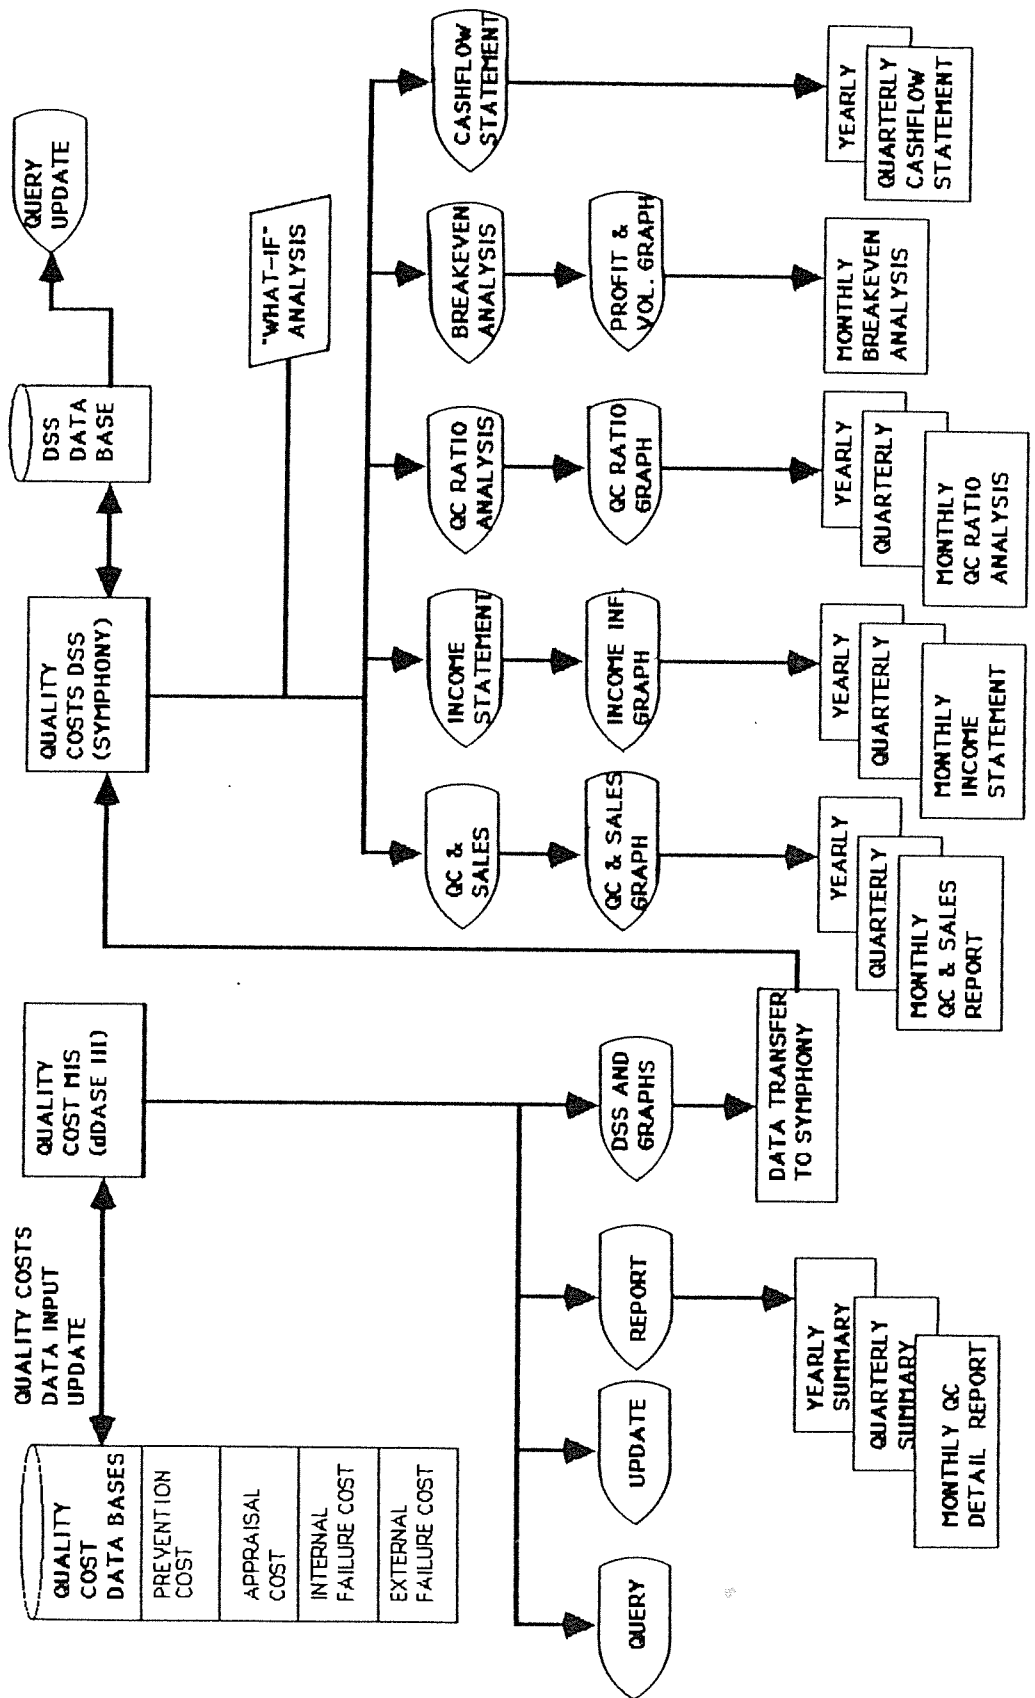 QUALITY COSTS
DATA INPUT
UPDATE
QUALITY
COST
DATA BASES
PREVENTION
COST
APPRAISAL
COST
INTERNAL
FAILURE COST
EXTERNAL
FAILURE COST
QUALITY
COST MIS
(dDASE III)
QUERY
UPDATE
REPORT
DSS AND
GRAPHS
YEARLY
SUMMARY
QUARTERLY
SUMMARY
MONTHLY QC
DETAIL REPORT
DATA TRANSFER
TO SYMPHONY
QUALITY
COSTS DSS
(SYMPHONY)
DSS
DATA
BASE
QUERY
UPDATE
"WHAT-IF"
ANALYSIS
QC &
SALES
INCOME
STATEMENT
QC RATIO
ANALYSIS
BREAKEVEN
ANALYSIS
CASHFLOW
STATEMENT
QC & SALES
GRAPH
INCOME INF.
GRAPH
QC RATIO
GRAPH
PROFIT &
VOL. GRAPH
YEARLY
QUARTERLY
MONTHLY
QC & SALES
REPORT
YEARLY
QUARTERLY
MONTHLY
INCOME
STATEMENT
YEARLY
QUARTERLY
MONTHLY
QC RATIO
ANALYSIS
MONTHLY
BREAKEVEN
ANALYSIS
YEARLY
QUARTERLY
CASHFLOW
STATEMENT